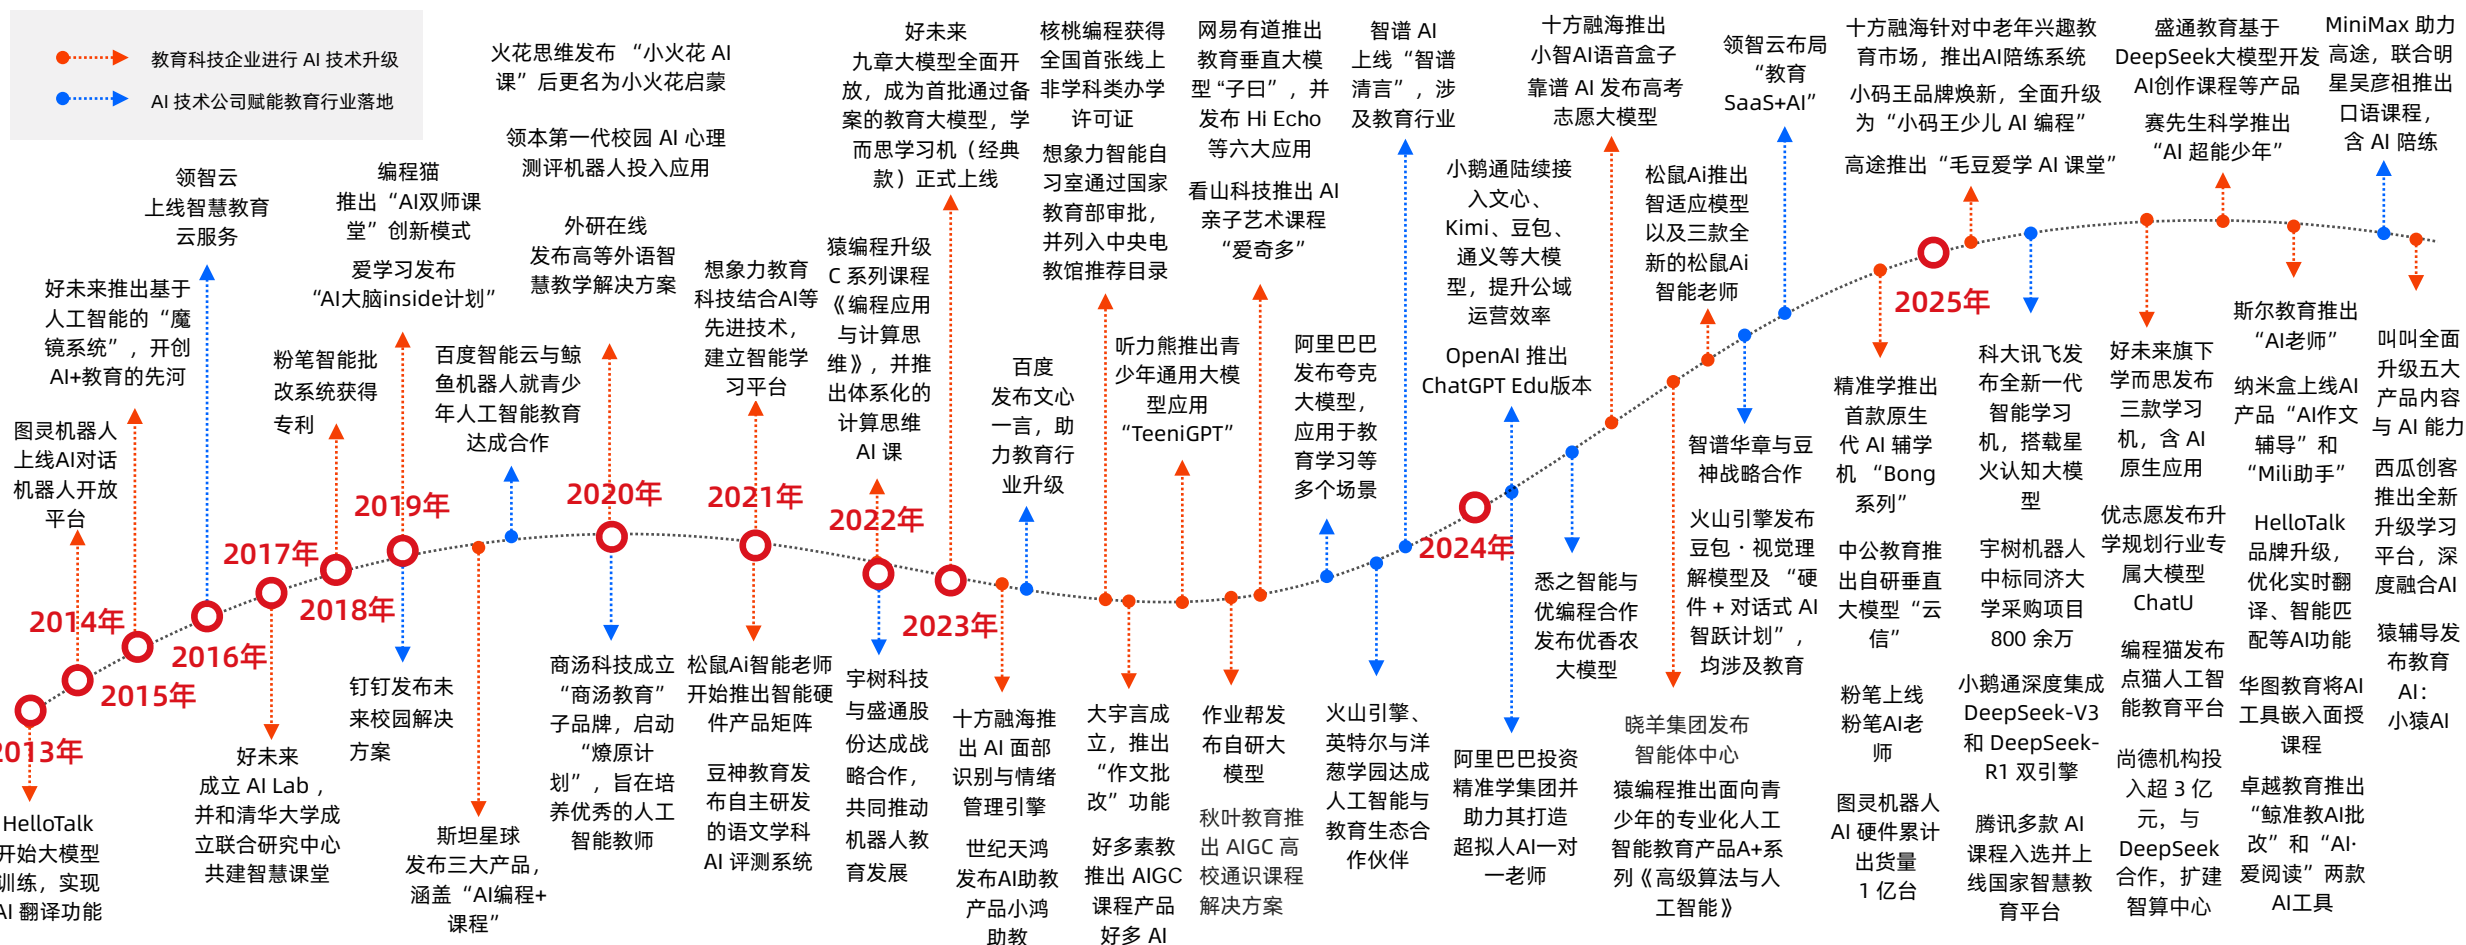 教育科技企业进行 AI 技术升级
AI 技术公司赋能教育行业落地
2013年
HelloTalk
开始大模型
训练，实现
AI 翻译功能
2014年
图灵机器人
上线AI对话
机器人开放
平台
2015年
好未来推出基于
人工智能的“魔
镜系统”，开创
AI+教育的先河
2016年
领智云
上线智慧教育
云服务
2017年
好未来
成立 AI Lab，
并和清华大学成
立联合研究中心
共建智慧课堂
2018年
粉笔智能批
改系统获得
专利
2019年
编程猫
推出“AI双师课
堂”创新模式
爱学习发布
“AI大脑inside计划”
钉钉发布未
来校园解决
方案
斯坦星球
发布三大产品，
涵盖“AI编程+
课程”
百度智能云与鲸
鱼机器人就青少
年人工智能教育
达成合作
2020年
火花思维发布 “小火花 AI
课”后更名为小火花启蒙
领本第一代校园 AI 心理
测评机器人投入应用
外研在线
发布高等外语智
慧教学解决方案
商汤科技成立
“商汤教育”
子品牌，启动
“燎原计
划”，旨在培
养优秀的人工
智能教师
2021年
想象力教育
科技结合AI等
先进技术，
建立智能学
习平台
松鼠Ai智能老师
开始推出智能硬
件产品矩阵
豆神教育发
布自主研发
的语文学科
AI 评测系统
2022年
猿编程升级
C 系列课程
《编程应用
与计算思
维》，并推
出体系化的
计算思维
AI 课
宇树科技
与盛通股
份达成战
略合作，
共同推动
机器人教
育发展
2023年
好未来
九章大模型全面开
放，成为首批通过备
案的教育大模型，学
而思学习机（经典
款）正式上线
十方融海推
出 AI 面部
识别与情绪
管理引擎
世纪天鸿
发布AI助教
产品小鸿
助教
百度
发布文心
一言，助
力教育行
业升级
核桃编程获得
全国首张线上
非学科类办学
许可证
想象力智能自
习室通过国家
教育部审批，
并列入中央电
教馆推荐目录
大宇言成
立，推出
“作文批
改”功能
好多素教
推出 AIGC
课程产品
好多 AI
听力熊推出青
少年通用大模
型应用
“TeeniGPT”
作业帮发
布自研大
模型
秋叶教育推
出 AIGC 高
校通识课程
解决方案
网易有道推出
教育垂直大模
型 “子曰”，并
发布 Hi Echo
等六大应用
看山科技推出 AI
亲子艺术课程
“爱奇多”
阿里巴巴
发布夸克
大模型，
应用于教
育学习等
多个场景
火山引擎、
英特尔与洋
葱学园达成
人工智能与
教育生态合
作伙伴
智谱 AI
上线“智谱
清言”，涉
及教育行业
2024年
小鹅通陆续接
入文心、
Kimi、豆包、
通义等大模
型，提升公域
运营效率
OpenAI 推出
ChatGPT Edu版本
阿里巴巴投资
精准学集团并
助力其打造
超拟人AI一对
一老师
悉之智能与
优编程合作
发布优香农
大模型
十方融海推出
小智AI语音盒子
靠谱 AI 发布高考
志愿大模型
晓羊集团发布
智能体中心
猿编程推出面向青
少年的专业化人工
智能教育产品A+系
列《高级算法与人
工智能》
松鼠Ai推出
智适应模型
以及三款全
新的松鼠Ai
智能老师
智谱华章与豆
神战略合作
火山引擎发布
豆包 · 视觉理
解模型及 “硬
件 + 对话式 AI
智跃计划”，
均涉及教育
领智云布局
“教育
SaaS+AI”
精准学推出
首款原生
代 AI 辅学
机 “Bong
系列”
中公教育推
出自研垂直
大模型“云
信”
粉笔上线
粉笔AI老
师
图灵机器人
AI 硬件累计
出货量
1 亿台
2025年
十方融海针对中老年兴趣教
育市场，推出AI陪练系统
小码王品牌焕新，全面升级
为“小码王少儿 AI 编程”
高途推出“毛豆爱学 AI 课堂”
科大讯飞发
布全新一代
智能学习
机，搭载星
火认知大模
型
宇树机器人
中标同济大
学采购项目
800 余万
小鹅通深度集成
DeepSeek-V3
和 DeepSeek-
R1 双引擎
腾讯多款 AI
课程入选并上
线国家智慧教
育平台
好未来旗下
学而思发布
三款学习
机，含 AI
原生应用
优志愿发布升
学规划行业专
属大模型
ChatU
编程猫发布
点猫人工智
能教育平台
尚德机构投
入超 3 亿
元，与
DeepSeek
合作，扩建
智算中心
盛通教育基于
DeepSeek大模型开发
AI创作课程等产品
赛先生科学推出
“AI 超能少年”
斯尔教育推出
“AI老师”
纳米盒上线AI
产品“AI作文
辅导”和
“Mili助手”
HelloTalk
品牌升级，
优化实时翻
译、智能匹
配等AI功能
华图教育将AI
工具嵌入面授
课程
卓越教育推出
“鲸准教AI批
改”和“AI·
爱阅读”两款
AI工具
MiniMax 助力
高途，联合明
星吴彦祖推出
口语课程，
含 AI 陪练
叫叫全面
升级五大
产品内容
与 AI 能力
西瓜创客
推出全新
升级学习
平台，深
度融合AI
猿辅导发
布教育
AI：
小猿AI